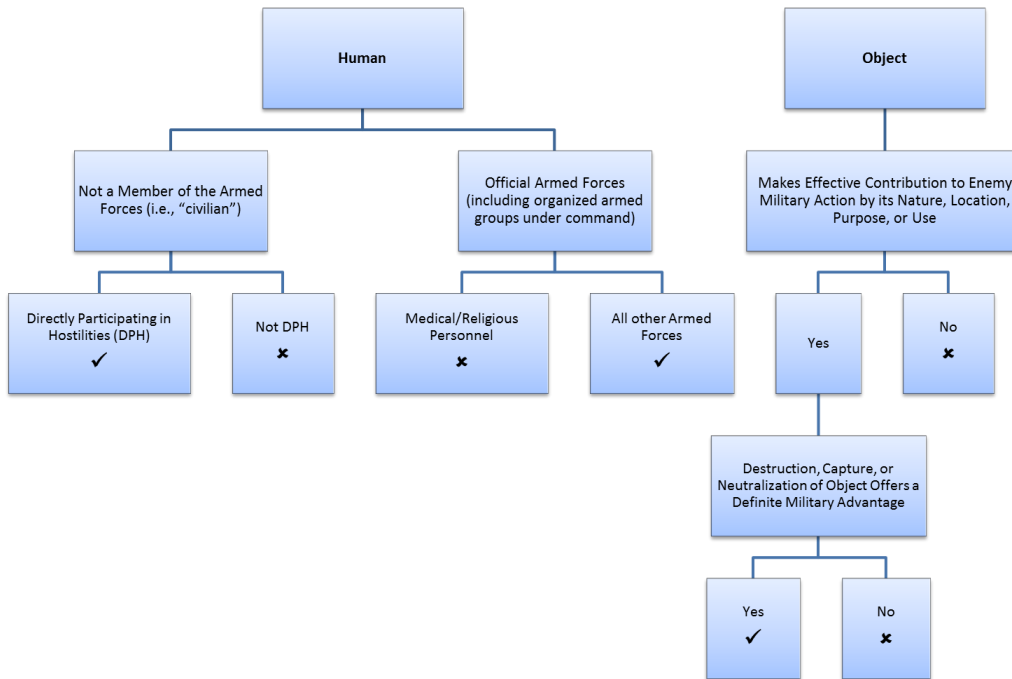 Human
Object
Not a Member of the Armed
Forces (i.e., “civilian”)
Official Armed Forces
(including organized armed
groups under command)
Makes Effective Contribution to Enemy
Military Action by its Nature, Location,
Purpose, or Use
Directly Participating in
Hostilities (DPH)
✓
Not DPH
✘
Medical/Religious
Personnel
✘
All other Armed
Forces
✓
Yes
No
✘
Destruction, Capture, or
Neutralization of Object Offers a
Definite Military Advantage
Yes
✓
No
✘